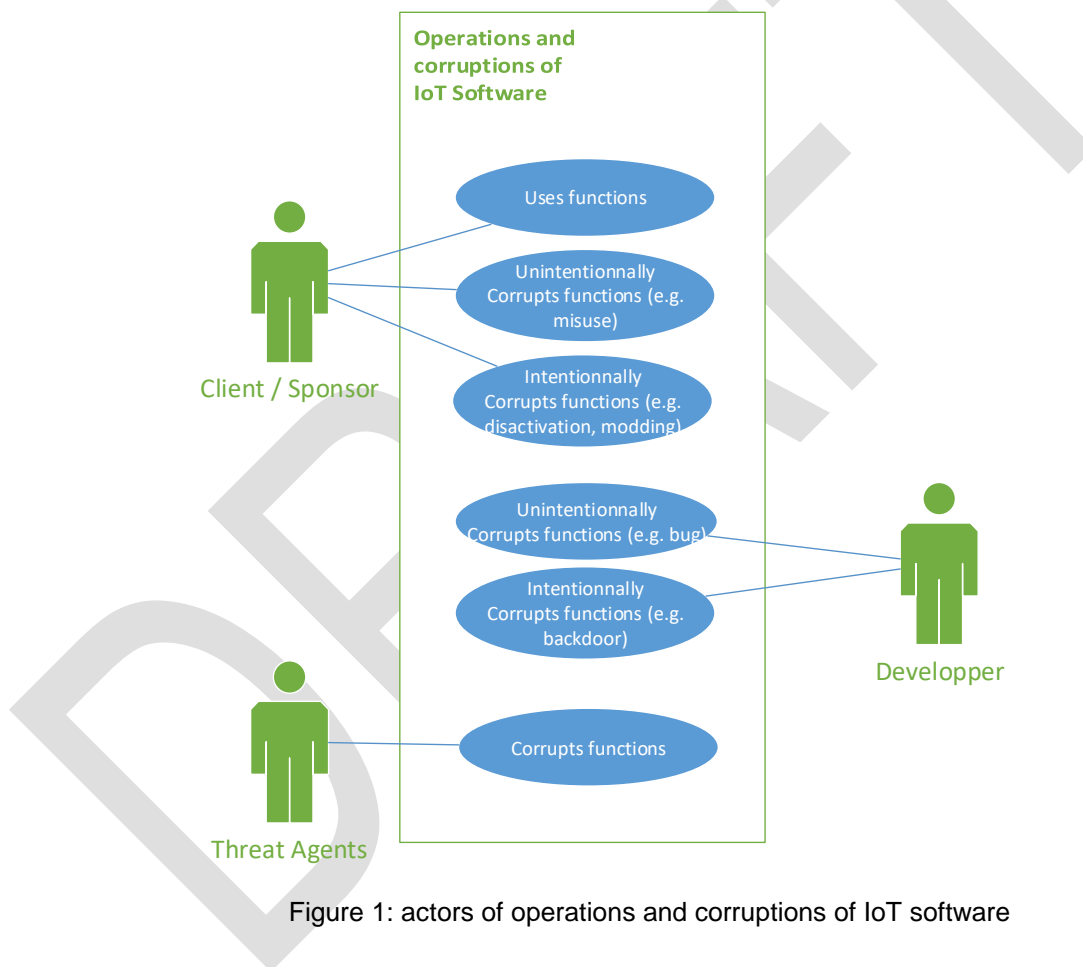 Operations and
corruptions of
IoT Software
Uses functions
Unintentionnally
Corrupts functions (e.g.
misuse)
Intentionnally
Corrupts functions (e.g.
disactivation, modding)
Client / Sponsor
Unintentionnally
Corrupts functions (e.g. bug)
Intentionnally
Corrupts functions (e.g.
backdoor)
Developper
Corrupts functions
Threat Agents
Figure 1: actors of operations and corruptions of IoT software
DRAFT